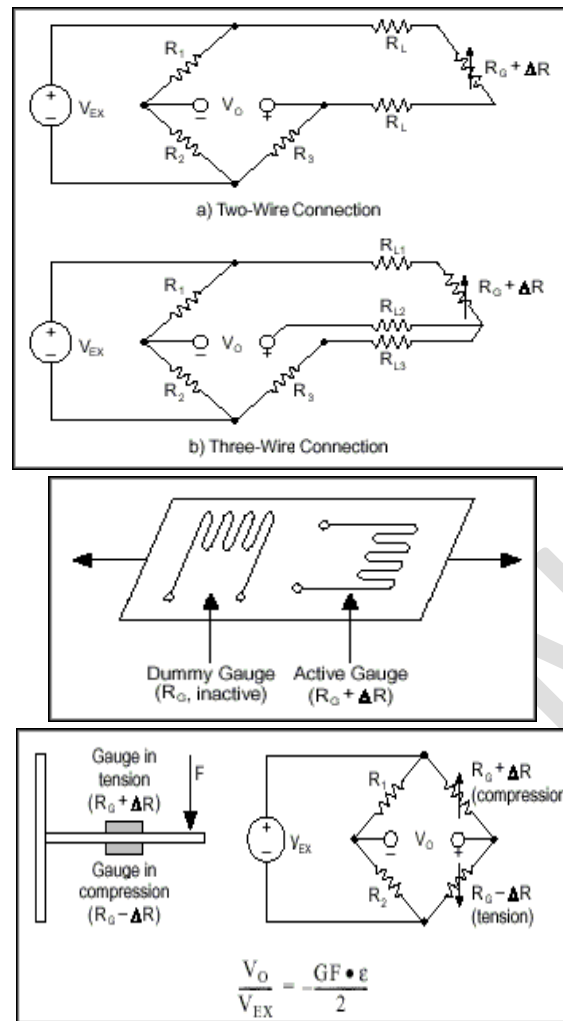 R1
RL
RG + ΔR
VEX
VO
+
−
R2
R3
RL
a) Two-Wire Connection
RL1
R1
RG + ΔR
RL2
VEX
VO
+
−
RL3
R2
R3
b) Three-Wire Connection
Dummy Gauge
(RG, inactive)
Active Gauge
(RG + ΔR)
Gauge in
tension
(RG + ΔR)
F
Gauge in
compression
(RG − ΔR)
R1
RG + ΔR
(compression
VEX
VO
+
−
R2
RG − ΔR
(tension)
VO/VEX = −GF • ε/2